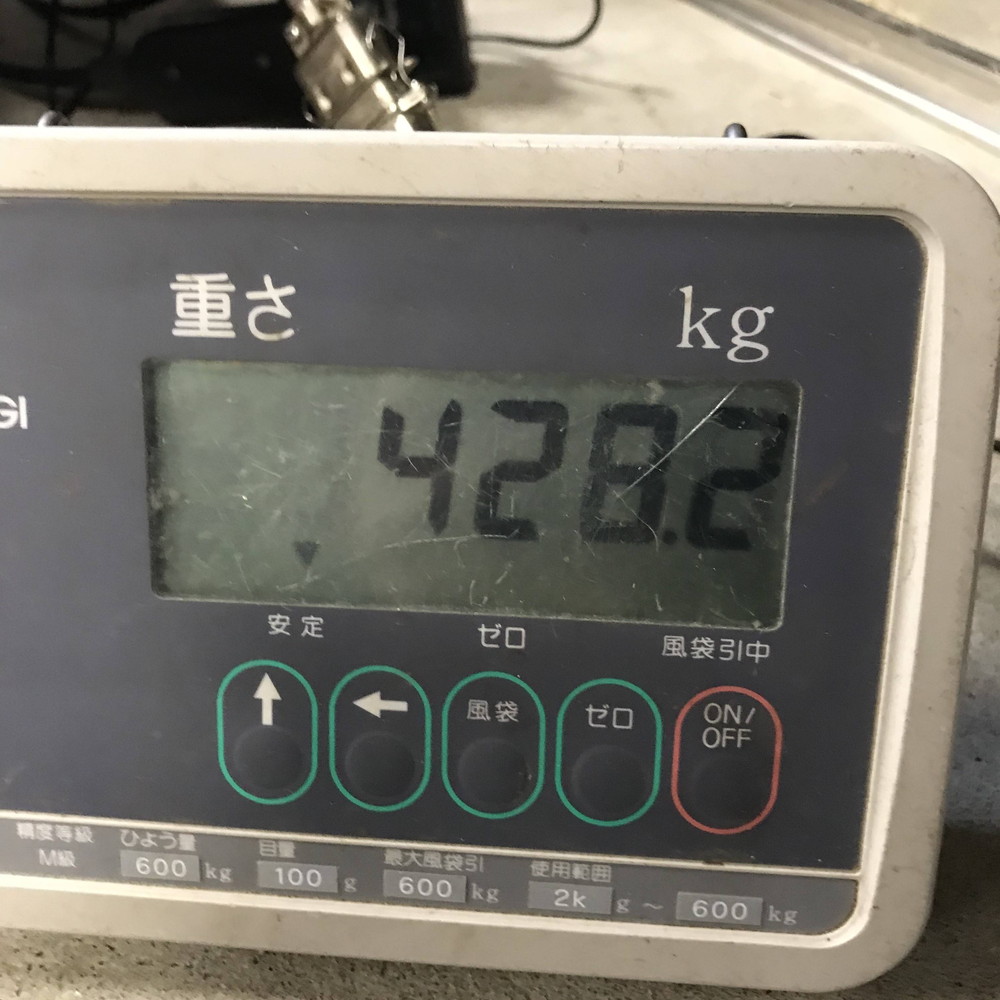 重さ kg
GI
428.2
安定 ゼロ 風袋引中
風袋 ゼロ ON/OFF
精度等級 ひょう量 目量 最大風袋引 使用範囲
M級 600 kg 100 g 600 kg 2k g ～ 600 kg